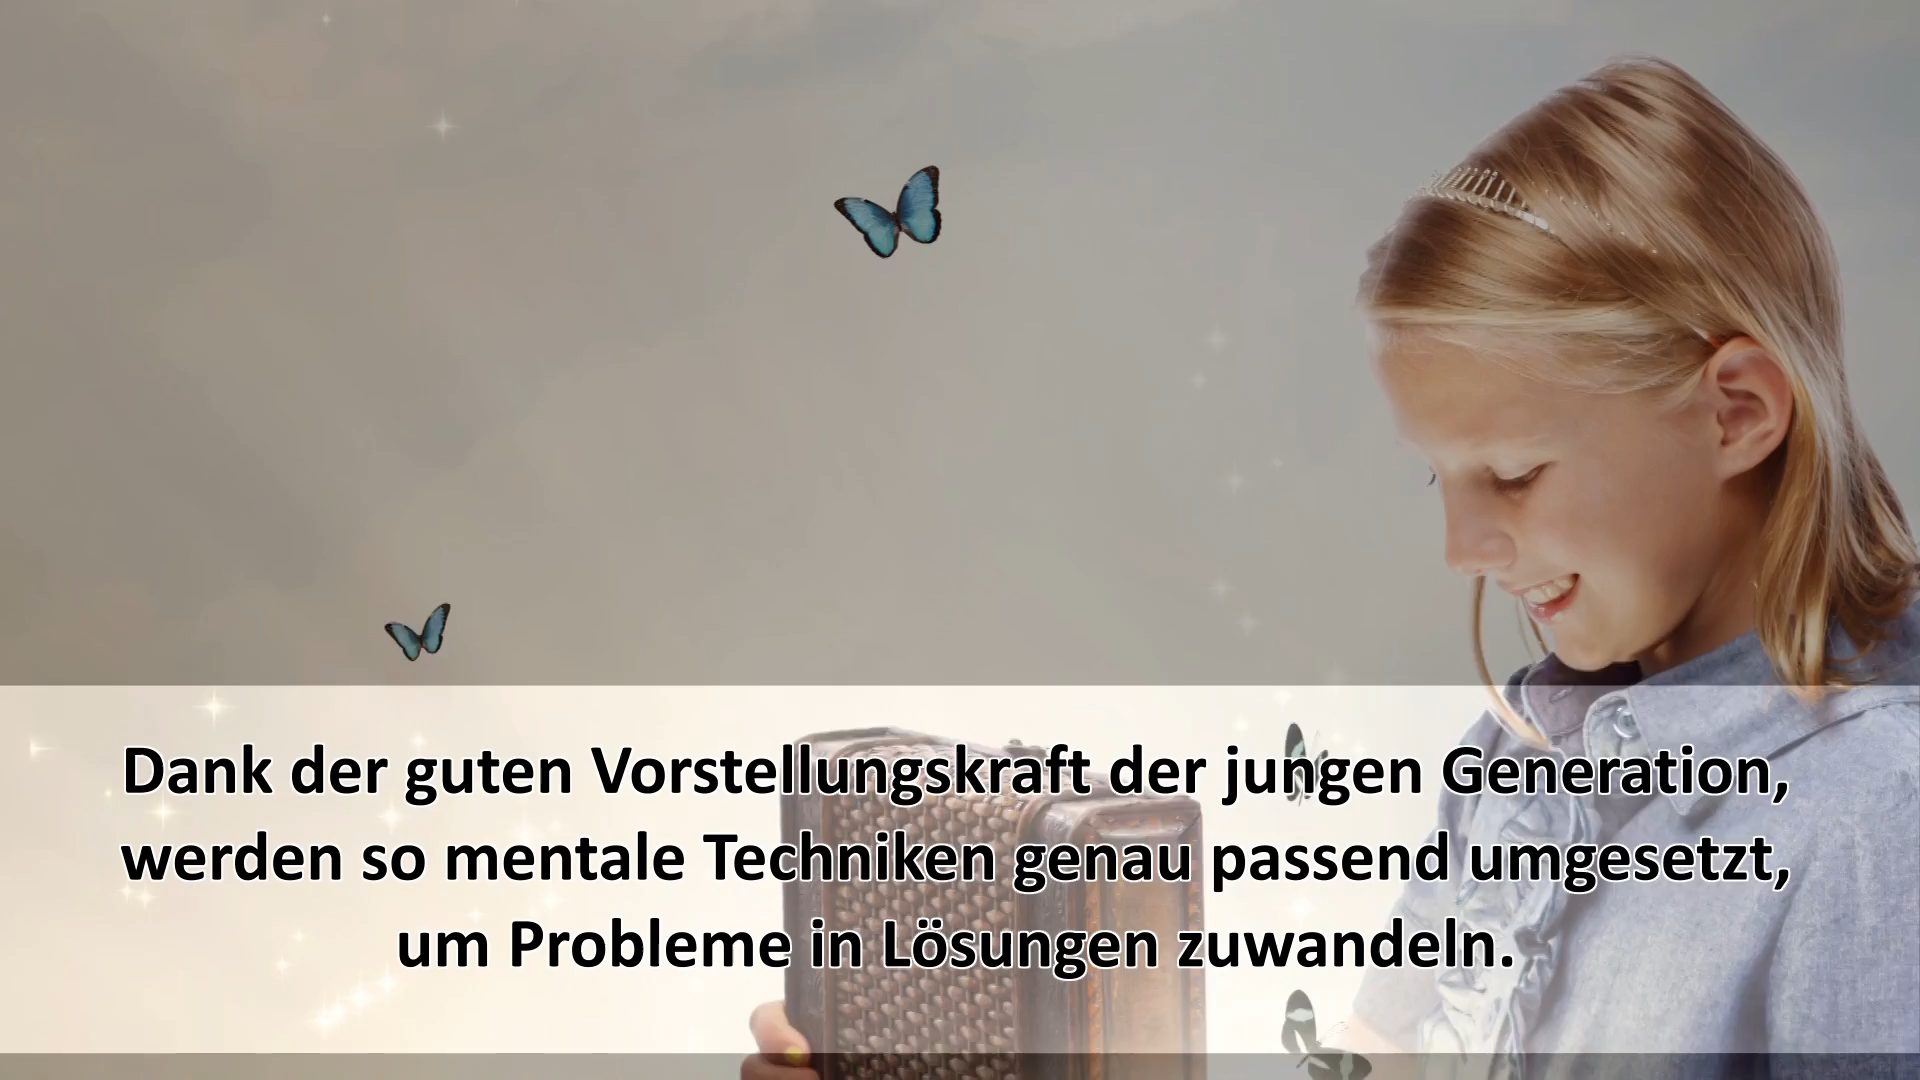 Dank der guten Vorstellungskraft der jungen Generation,
werden so mentale Techniken genau passend umgesetzt,
um Probleme in Lösungen zuwandeln.